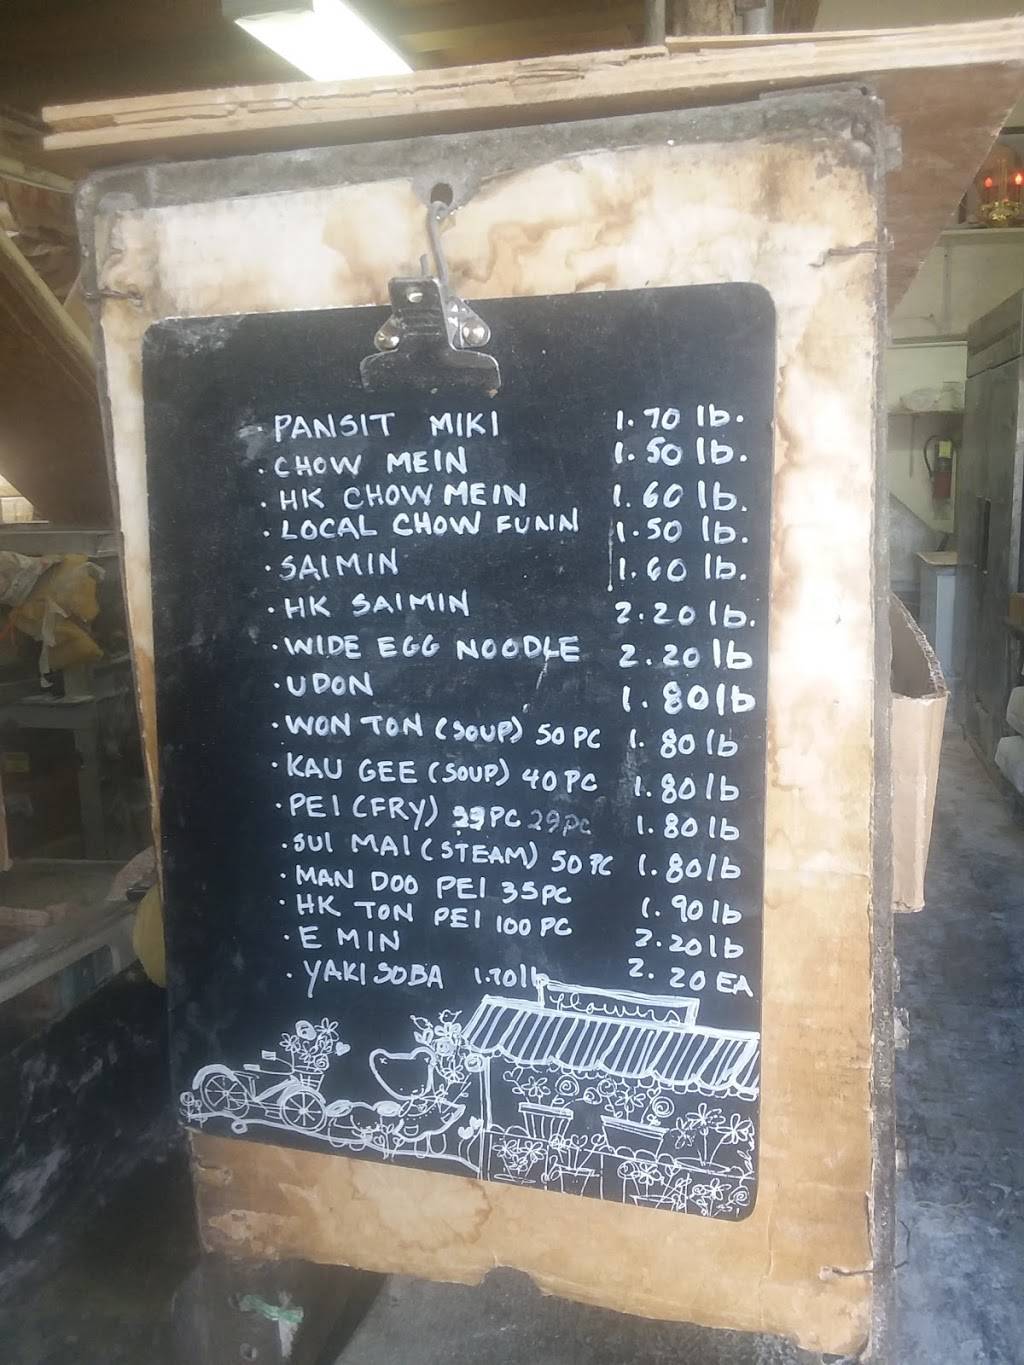 · PANSIT MIKI 1.70 lb.
· CHOW MEIN 1.50 lb.
· HK CHOW MEIN 1.60 lb.
· LOCAL CHOW FUNN 1.50 lb.
· SAIMIN 1.60 lb.
· HK SAIMIN 2.20 lb.
· WIDE EGG NOODLE 2.20 lb
· UDON 1.80 lb
· WON TON (SOUP) 50 PC 1.80 lb
· KAU GEE (SOUP) 40 PC 1.80 lb
· PEI (FRY) 29 PC 29 PC 1.80 lb
· SUI MAI (STEAM) 50 PC 1.80 lb
· MAN DOO PEI 35 PC 1.90 lb
· HK TON PEI 100 PC 2.20 lb
· E MIN 2.20 EA
· YAKI SOBA 1.70 lb
flowers